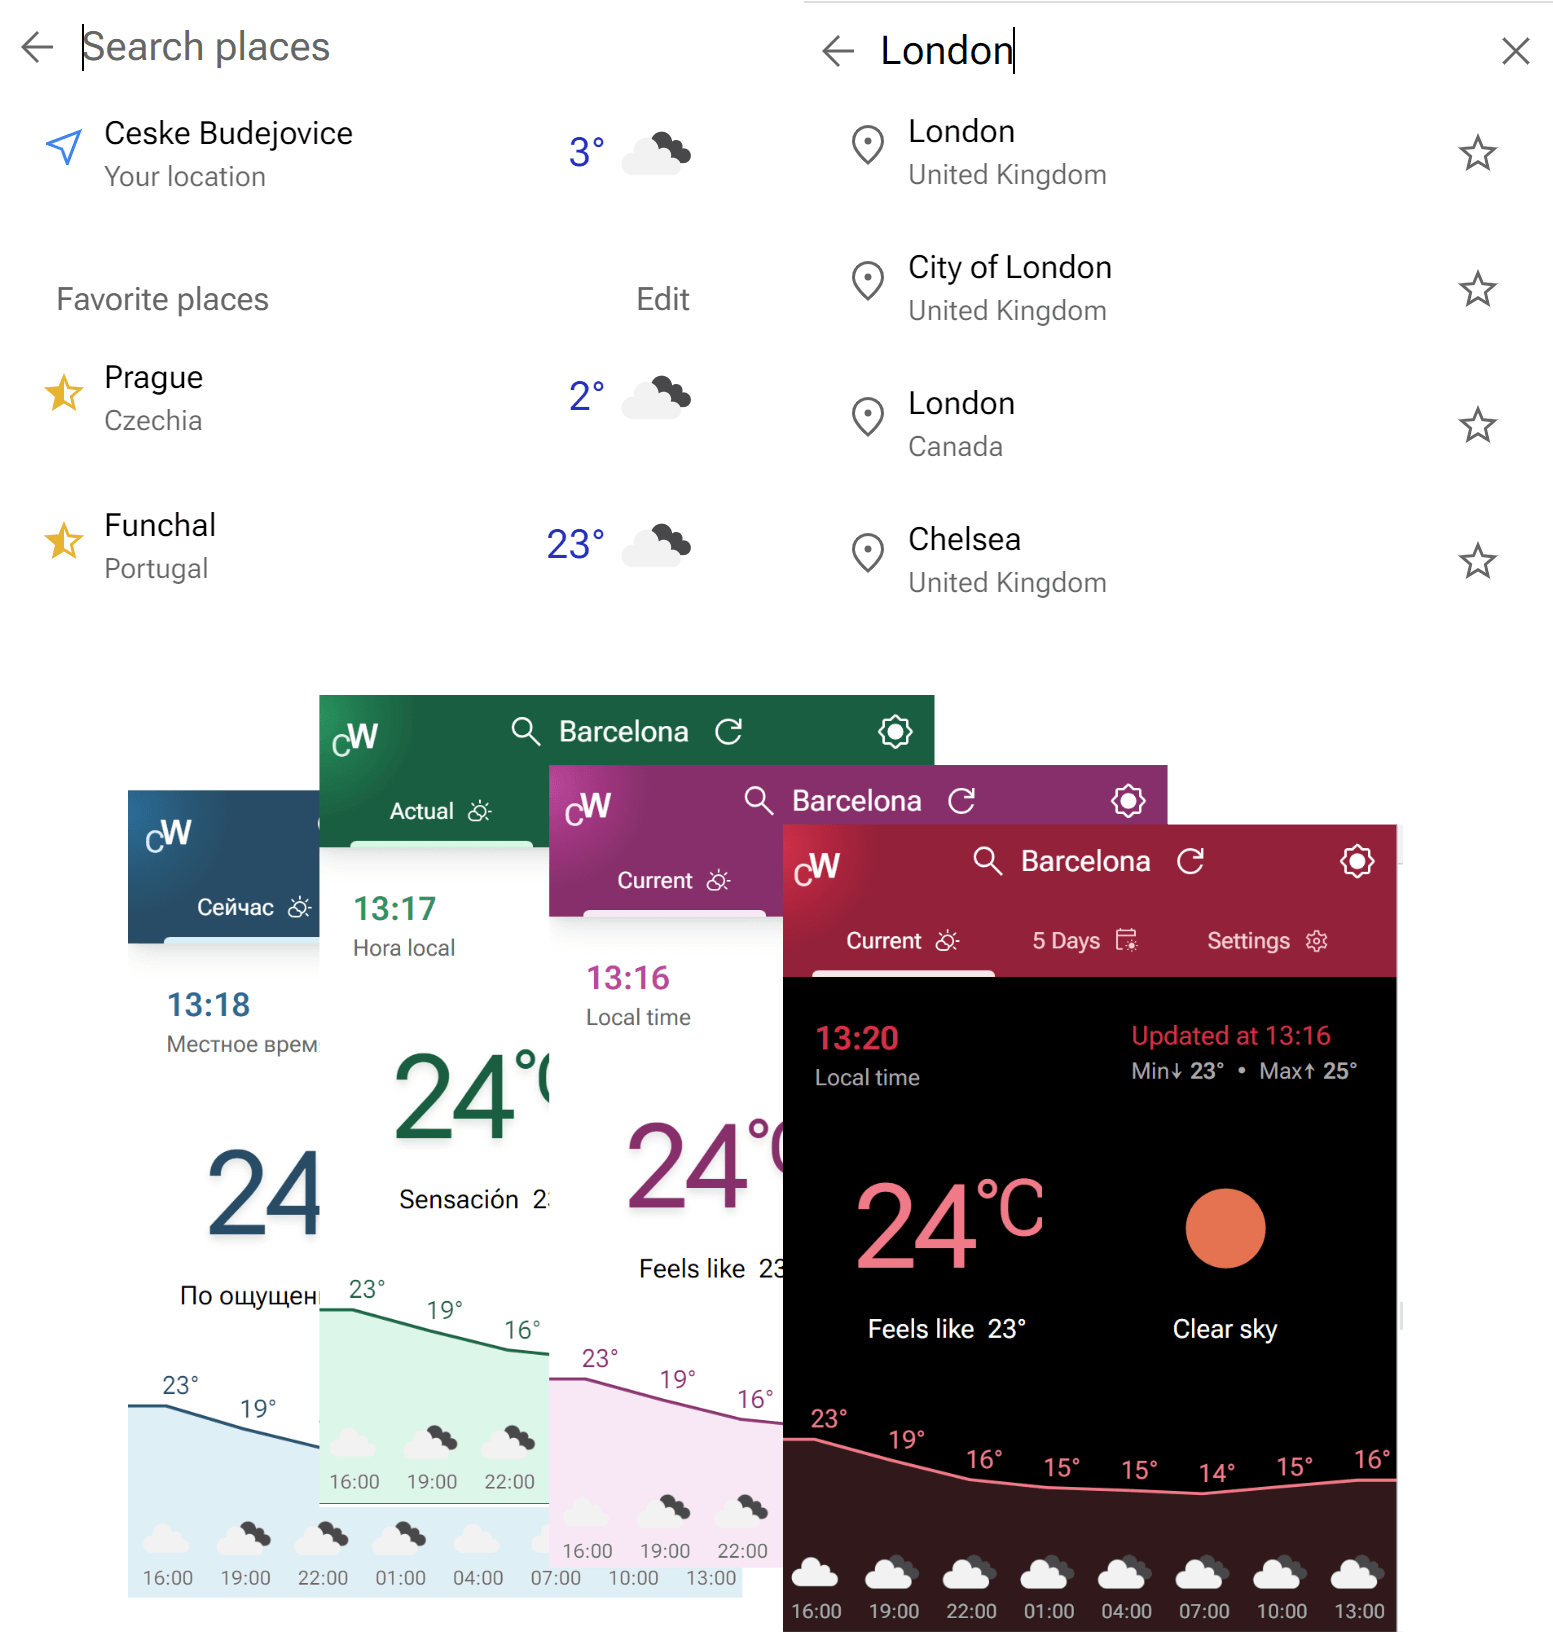 Search places
Ceske Budejovice
Your location
3°
Favorite places
Edit
Prague
Czechia
2°
Funchal
Portugal
23°
London
London
United Kingdom
City of London
United Kingdom
London
Canada
Chelsea
United Kingdom
cW
Сейчас
13:18
Местное
24
По
23°
19°
16:00 19:00 22:00 01:00 04:00 07:00 10:00 13:00
cW
Barcelona
Actual
13:17
Hora local
24°
Sensación
23° 19° 16°
16:00 19:00 22:00
cW
Barcelona
Current
13:16
Local time
24°
Feels like 23
23° 19° 16°
16:00 19:00 22:00
cW
Barcelona
Current 5 Days Settings
13:20
Local time
Updated at 13:16
Min↓ 23° • Max↑ 25°
24°C
Feels like 23°
Clear sky
23° 19° 16° 15° 15° 14° 15° 16°
16:00 19:00 22:00 01:00 04:00 07:00 10:00 13:00